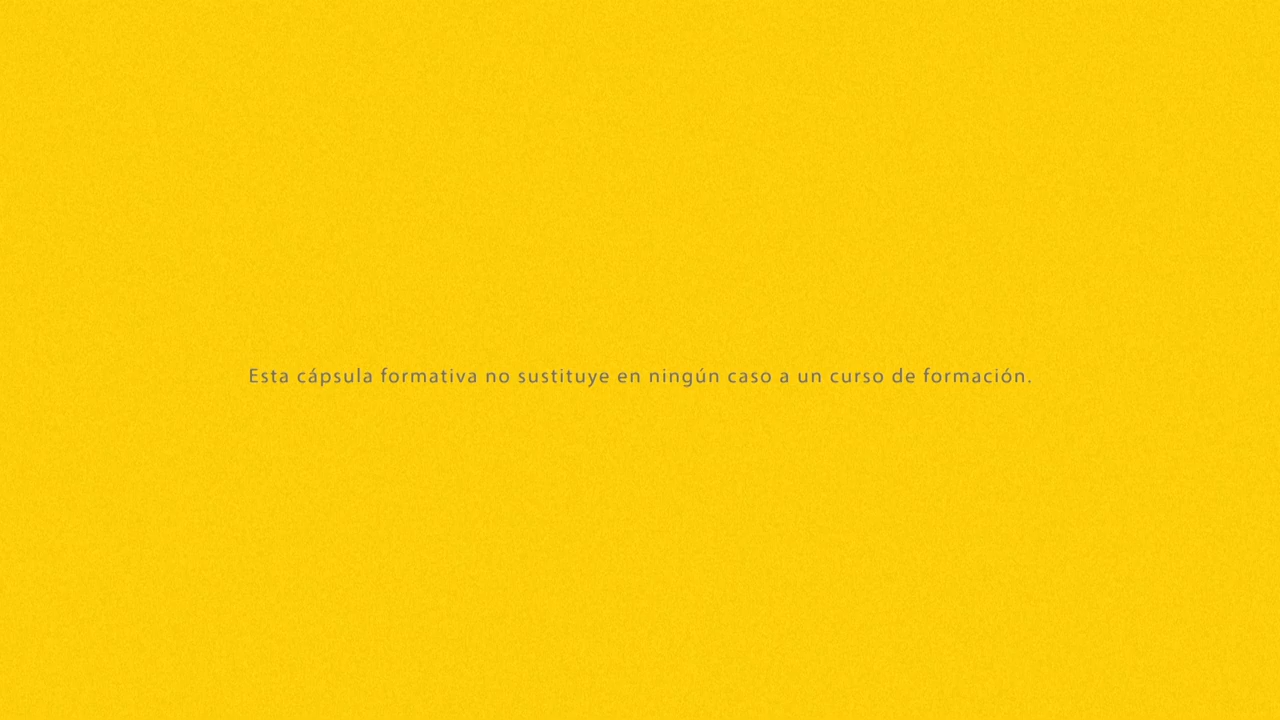 Esta cápsula formativa no sustituye en ningún caso a un curso de formación.